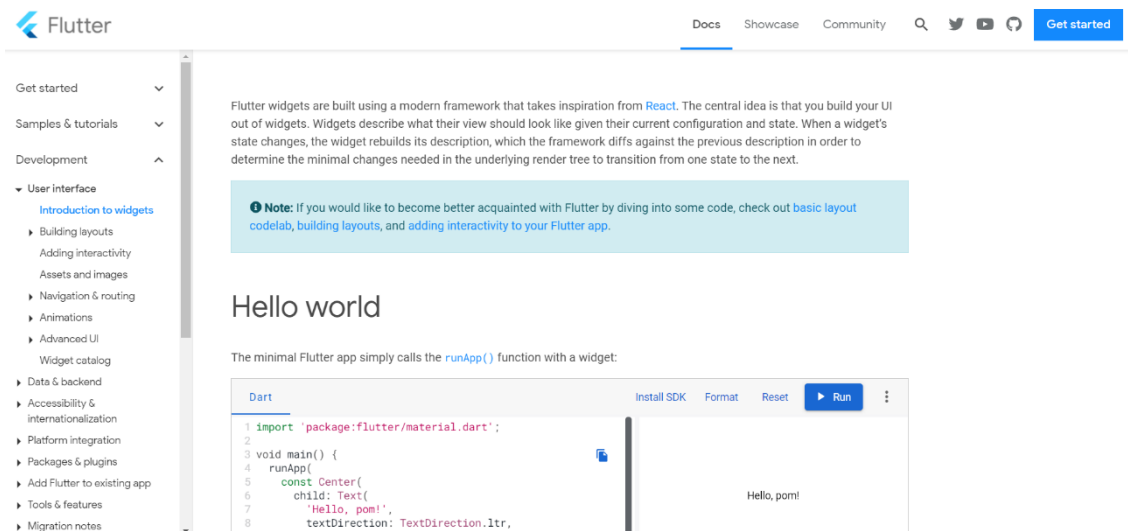 Flutter
Docs Showcase Community Get started
Get started
Samples & tutorials
Development
User interface
Introduction to widgets
Building layouts
Adding interactivity
Assets and images
Navigation & routing
Animations
Advanced UI
Widget catalog
Data & backend
Accessibility &
internationalization
Platform integration
Packages & plugins
Add Flutter to existing app
Tools & features
Migration notes
Flutter widgets are built using a modern framework that takes inspiration from React. The central idea is that you build your UI
out of widgets. Widgets describe what their view should look like given their current configuration and state. When a widget's
state changes, the widget rebuilds its description, which the framework diffs against the previous description in order to
determine the minimal changes needed in the underlying render tree to transition from one state to the next.
Note: If you would like to become better acquainted with Flutter by diving into some code, check out basic layout
codelab, building layouts, and adding interactivity to your Flutter app.
Hello world
The minimal Flutter app simply calls the runApp() function with a widget:
Dart Install SDK Format Reset Run
1 import 'package:flutter/material.dart';
2
3 void main() {
4 runApp(
5 const Center(
6 child: Text(
7 'Hello, pom!',
8 textDirection: TextDirection.ltr,
Hello, pom!